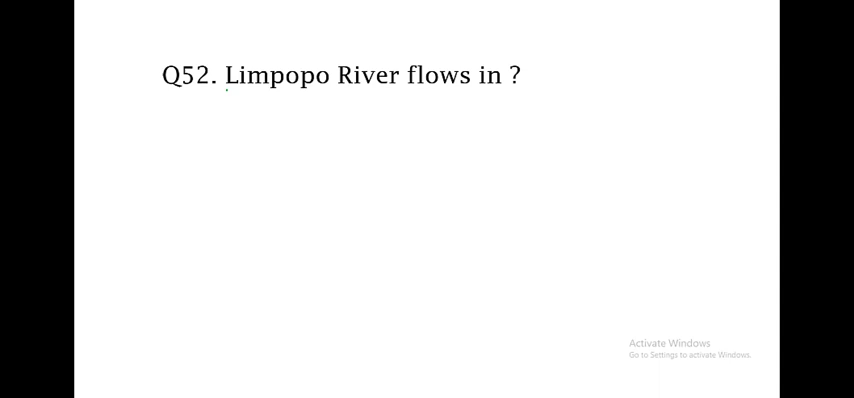 Q52. Limpopo River flows in ?
Activate Windows
Go to Settings to activate Windows.